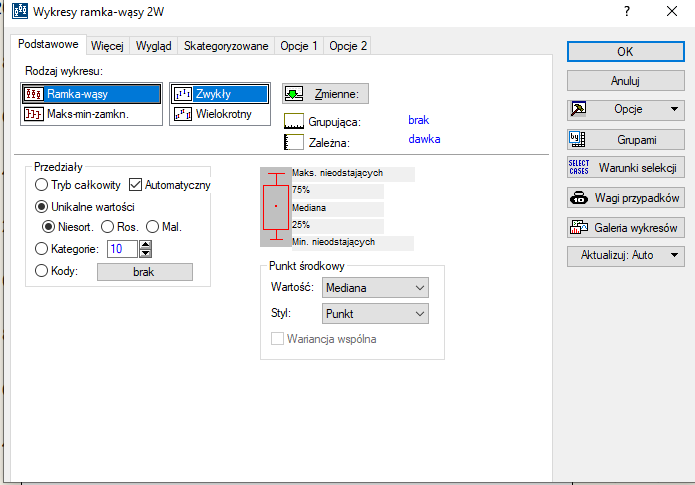 Wykresy ramka-wąsy 2W
Podstawowe Więcej Wygląd Skategoryzowane Opcje 1 Opcje 2
Rodzaj wykresu:
Ramka-wąsy
Maks-min-zamkn.
Zwykły
Wielokrotny
Zmienne:
Grupująca: brak
Zależna: dawka
Przedziały
Tryb całkowity Automatyczny
Unikalne wartości
Niesort. Ros. Mal.
Kategorie: 10
Kody: brak
Maks. nieodstających
75%
Mediana
25%
Min. nieodstających
Punkt środkowy
Wartość: Mediana
Styl: Punkt
Wariancja wspólna
OK
Anuluj
Opcje
Grupami
SELECT CASES Warunki selekcji
Wagi przypadków
Galeria wykresów
Aktualizuj: Auto